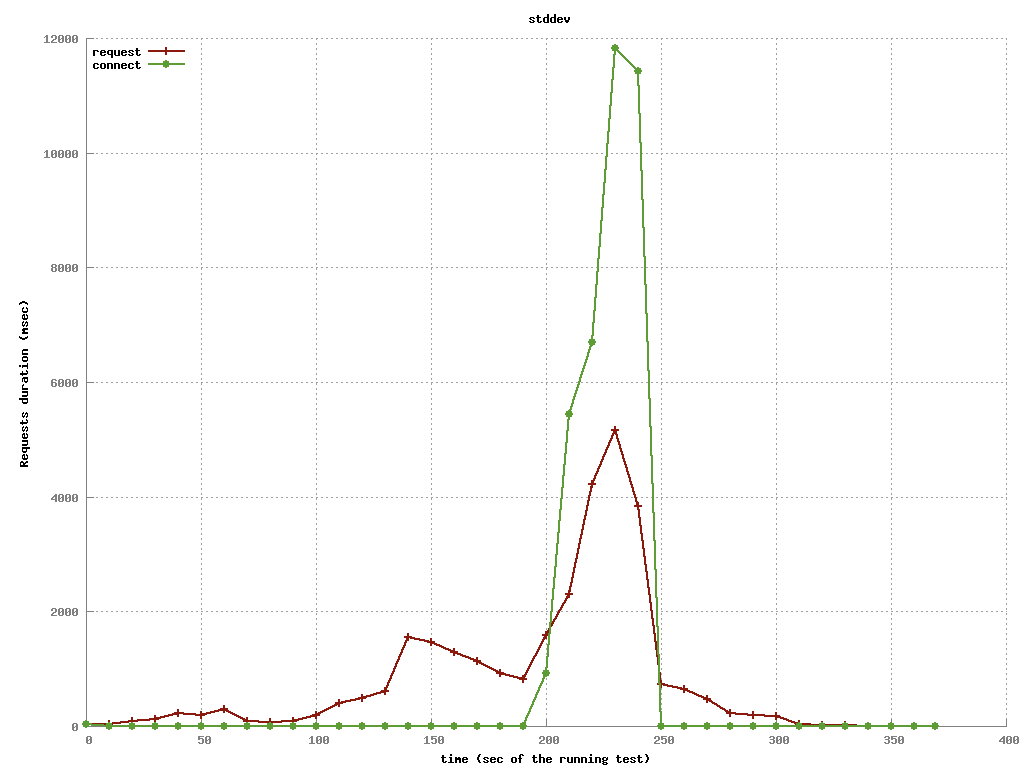 stddev
request
connect
12000
10000
8000
6000
4000
2000
0
Requests duration (msec)
0 50 100 150 200 250 300 350 400
time (sec of the running test)